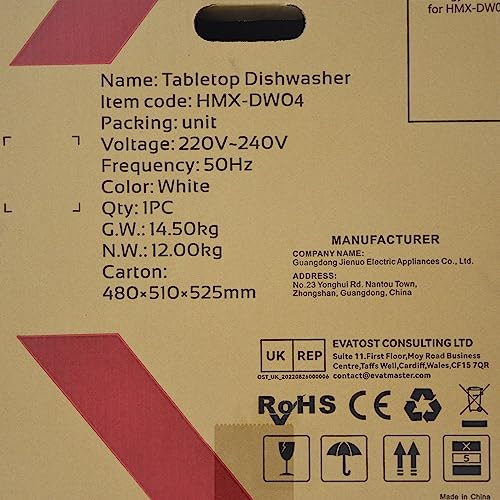 for HMX-DW0
Name: Tabletop Dishwasher
Item code: HMX-DW04
Packing: unit
Voltage: 220V~240V
Frequency: 50Hz
Color: White
Qty: 1PC
G.W.: 14.50kg
N.W.: 12.00kg
Carton:
480×510×525mm
MANUFACTURER
COMPANY NAME:
Guangdong Jienuo Electric Appliances Co., Ltd.
ADDRESS:
No.23 Yonghui Rd. Nantou Town,
Zhongshan, Guangdong, China
UK REP
OST_UK_20220826000006
EVATOST CONSULTING LTD
Suite 11.First Floor,Moy Road Business
Centre,Taffs Well,Cardiff,Wales,CF15 7QR
contact@evatmaster.com
RoHS CE
5
Made in China